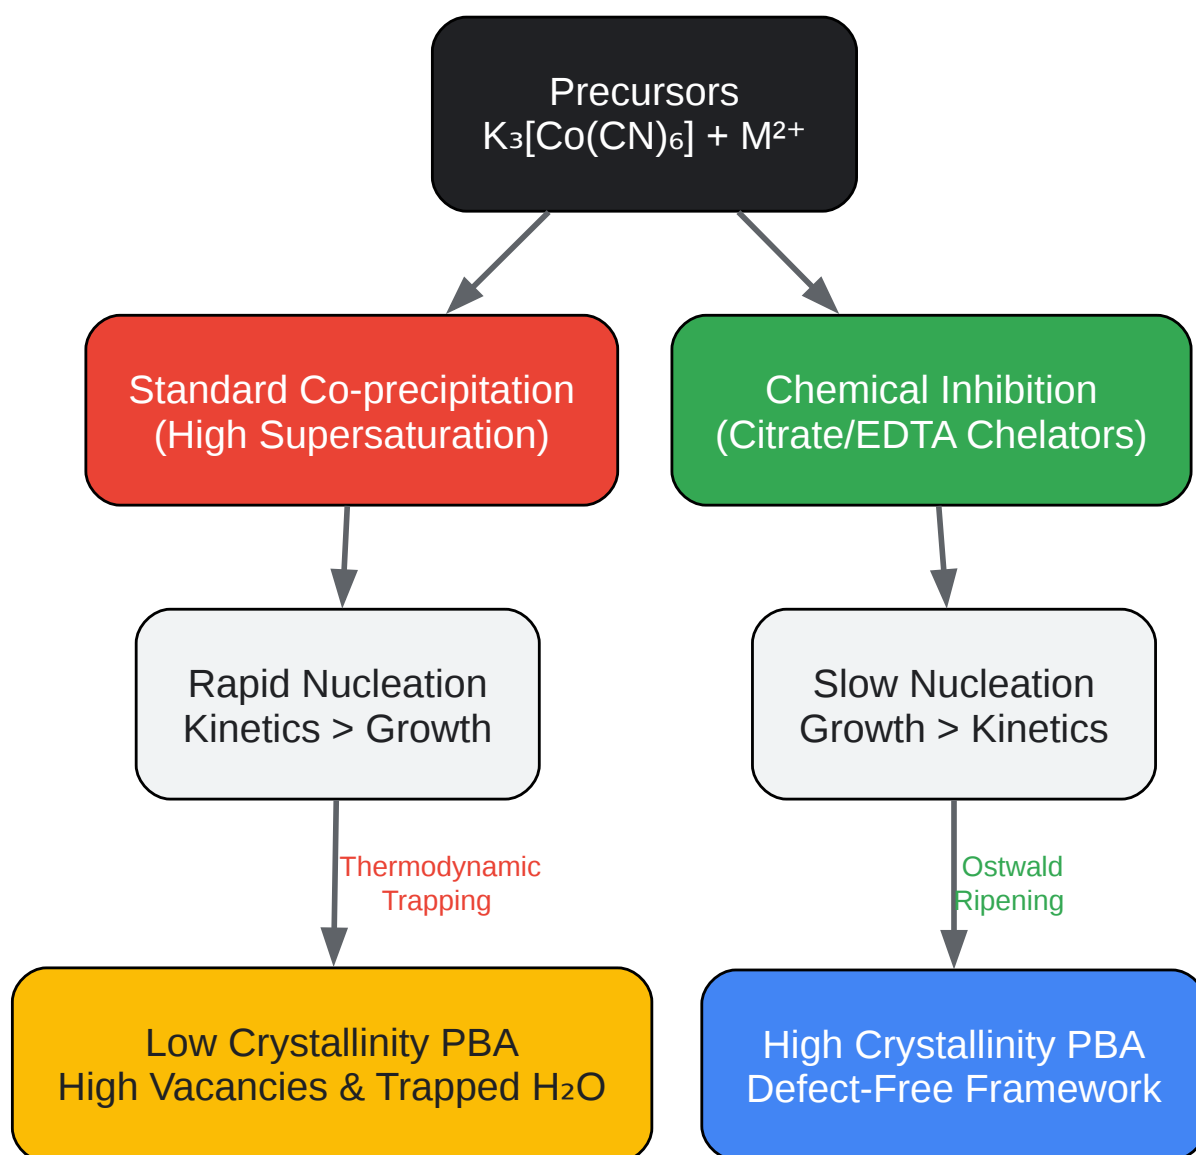 Precursors
K₃[Co(CN)₆] + M²⁺
Standard Co-precipitation
(High Supersaturation)
Chemical Inhibition
(Citrate/EDTA Chelators)
Rapid Nucleation
Kinetics > Growth
Slow Nucleation
Growth > Kinetics
Thermodynamic
Trapping
Ostwald
Ripening
Low Crystallinity PBA
High Vacancies & Trapped H₂O
High Crystallinity PBA
Defect-Free Framework